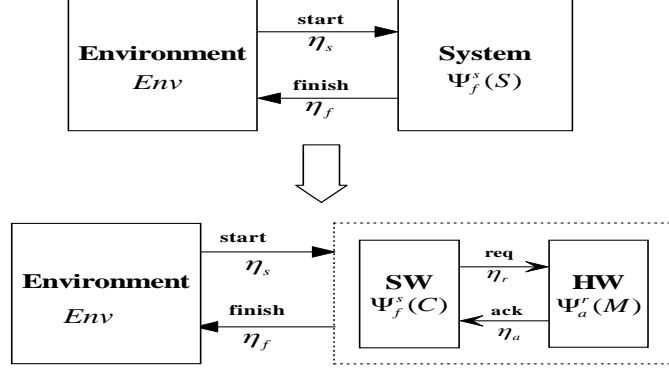 start
η_s
Environment
Env
System
Ψ_f^s(S)
finish
η_f
start
η_s
Environment
Env
finish
η_f
SW
Ψ_f^s(C)
req
η_r
ack
η_a
HW
Ψ_a^r(M)